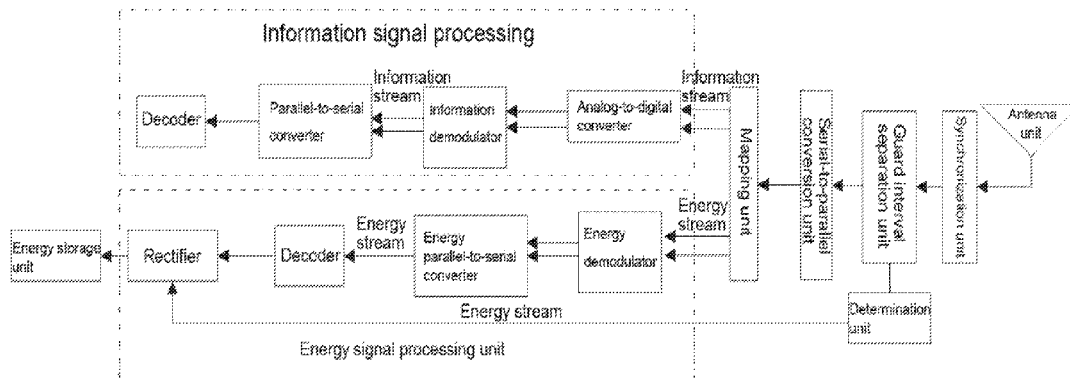 Information signal processing
Decoder
Parallel-to-serial
converter
Information
stream
Information
demodulator
Analog-to-digital
converter
Information
stream
Mapping unit
Serial-to-parallel
conversion unit
Guard interval
separation unit
Synchronization unit
Antenna
unit
Energy storage
unit
Rectifier
Decoder
Energy
stream
Energy
parallel-to-serial
converter
Energy
demodulator
Energy
stream
Energy stream
Determination
unit
Energy signal processing unit